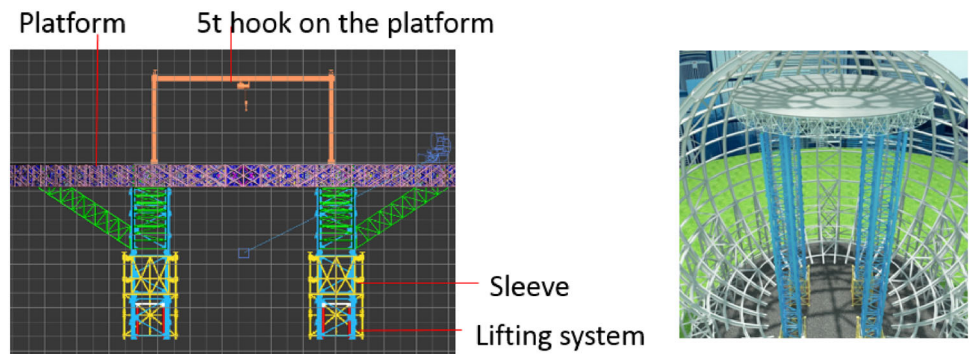 Platform
5t hook on the platform
Sleeve
Lifting system